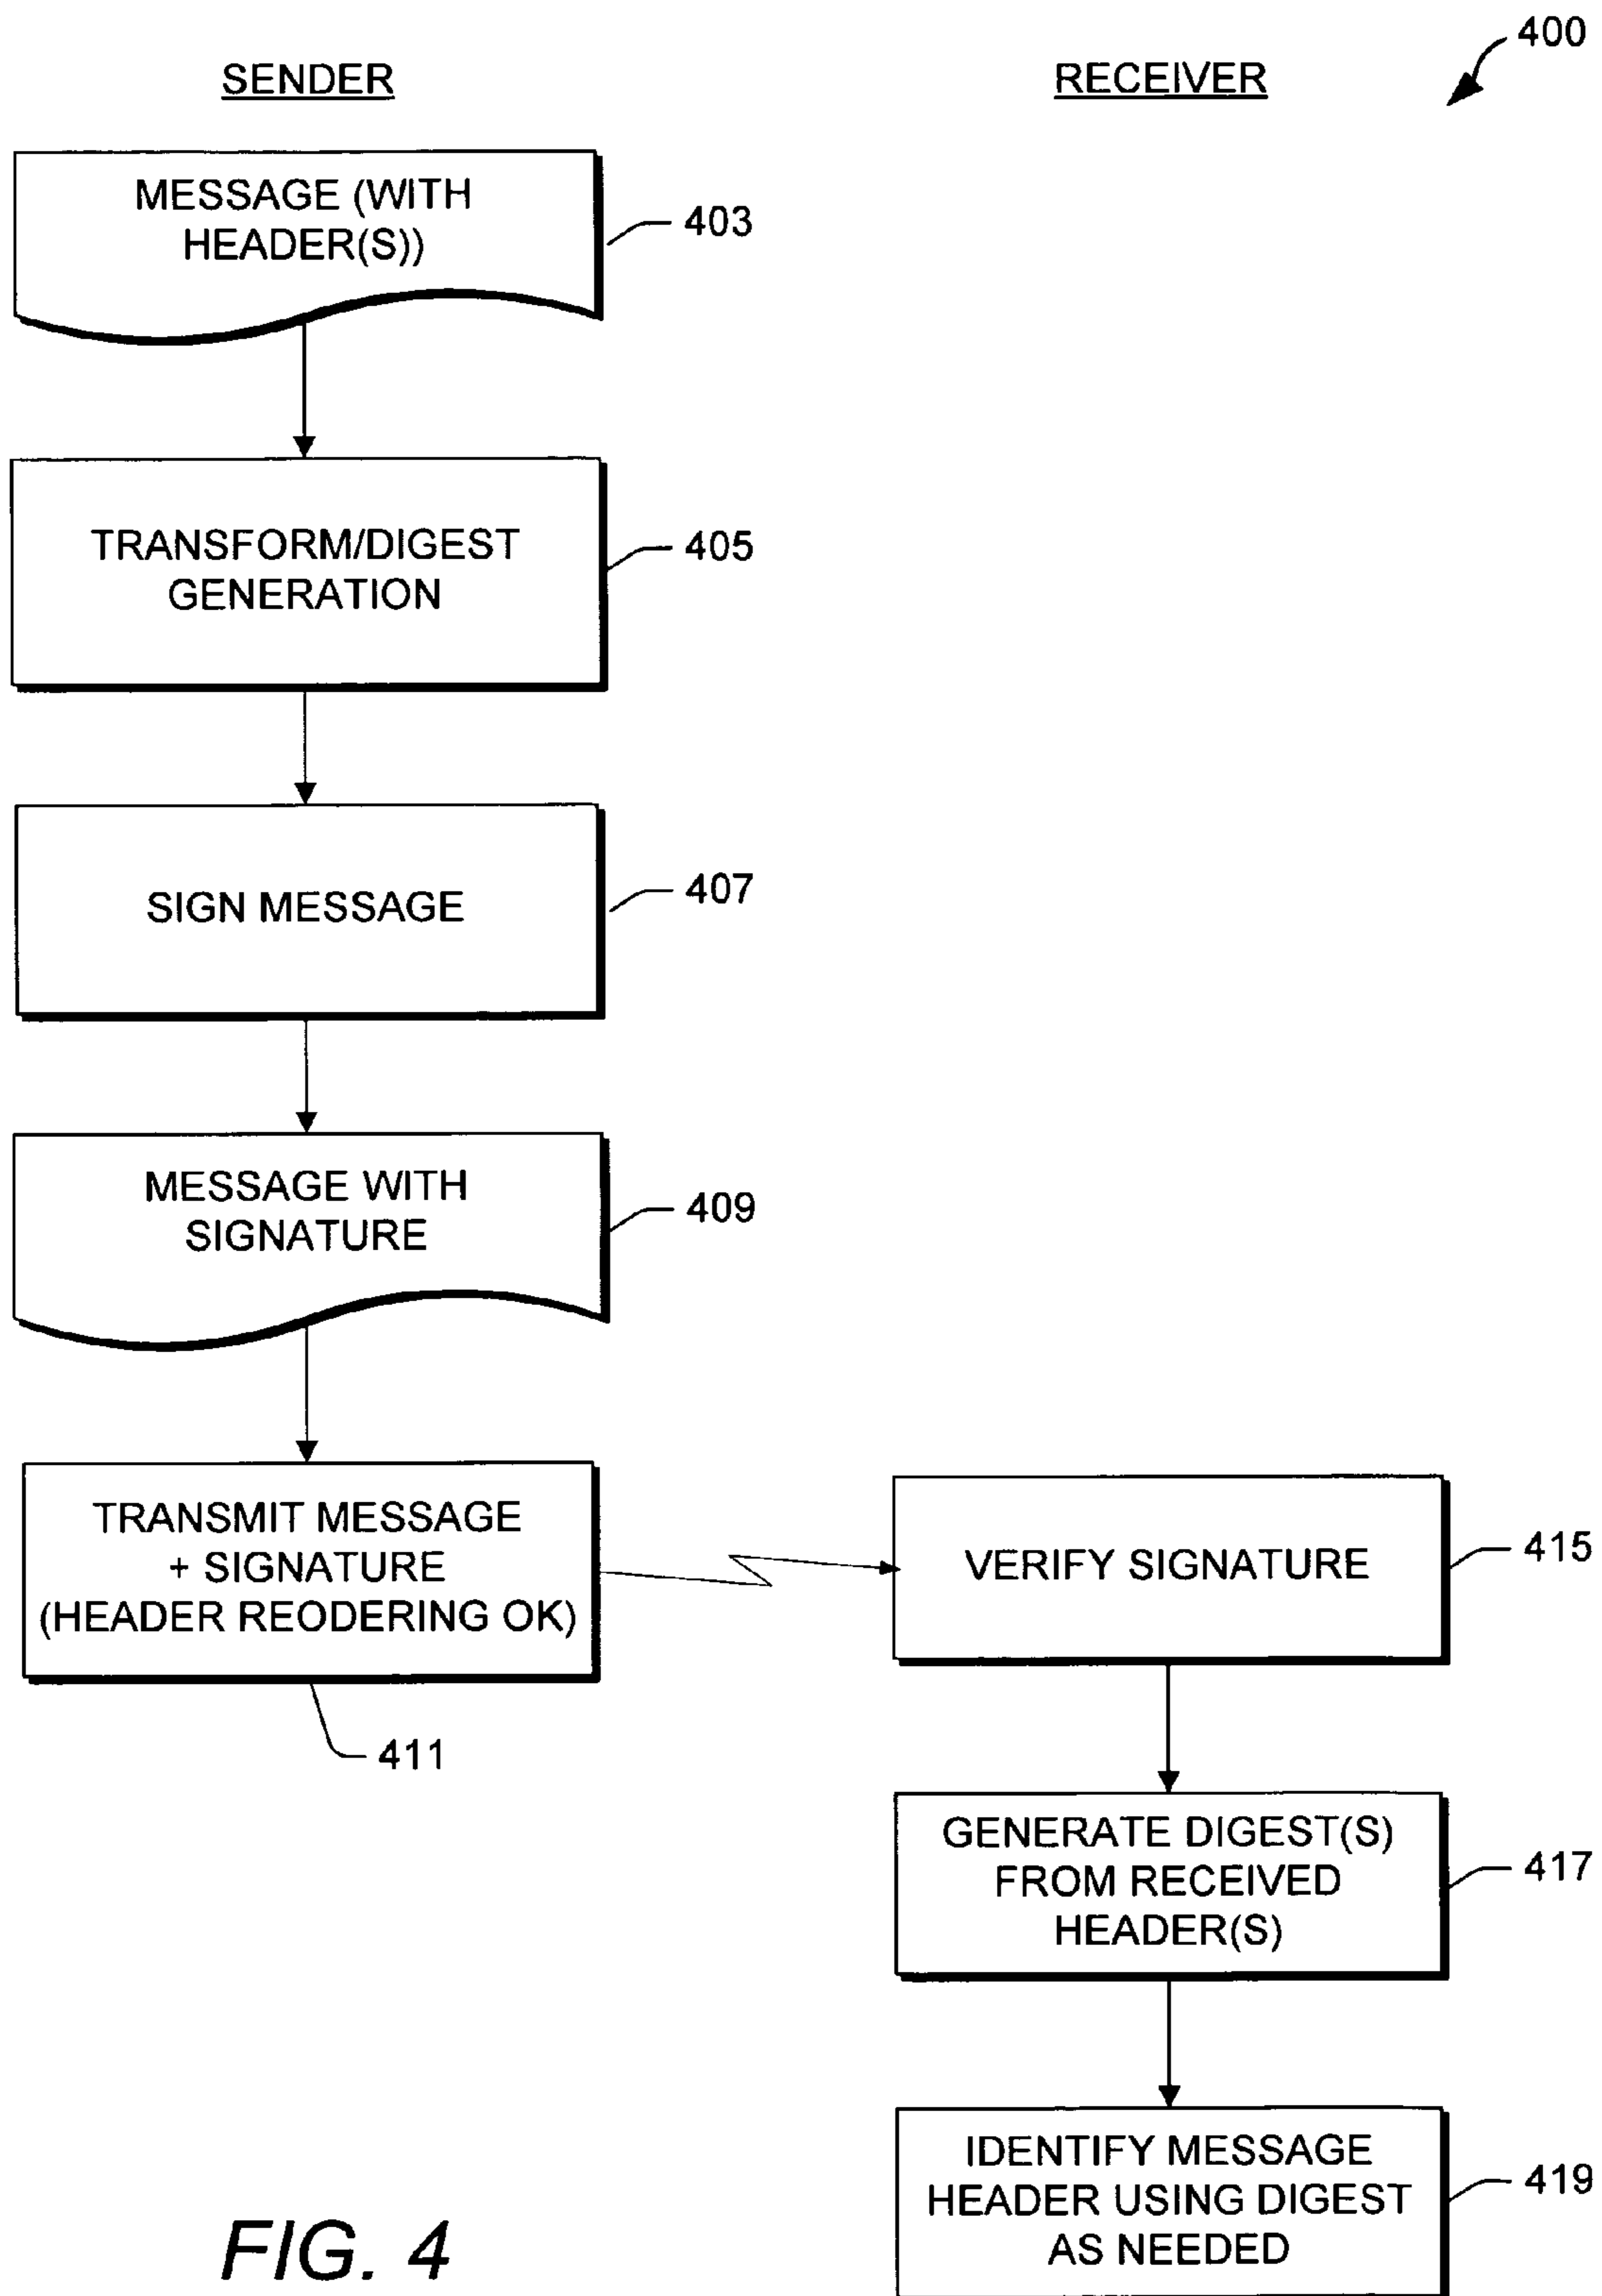 400
SENDER
RECEIVER
MESSAGE (WITH
HEADER(S))
403
TRANSFORM/DIGEST
GENERATION
405
SIGN MESSAGE
407
MESSAGE WITH
SIGNATURE
409
TRANSMIT MESSAGE
+ SIGNATURE
(HEADER REODERING OK)
411
VERIFY SIGNATURE
415
GENERATE DIGEST(S)
FROM RECEIVED
HEADER(S)
417
IDENTIFY MESSAGE
HEADER USING DIGEST
AS NEEDED
419
FIG. 4